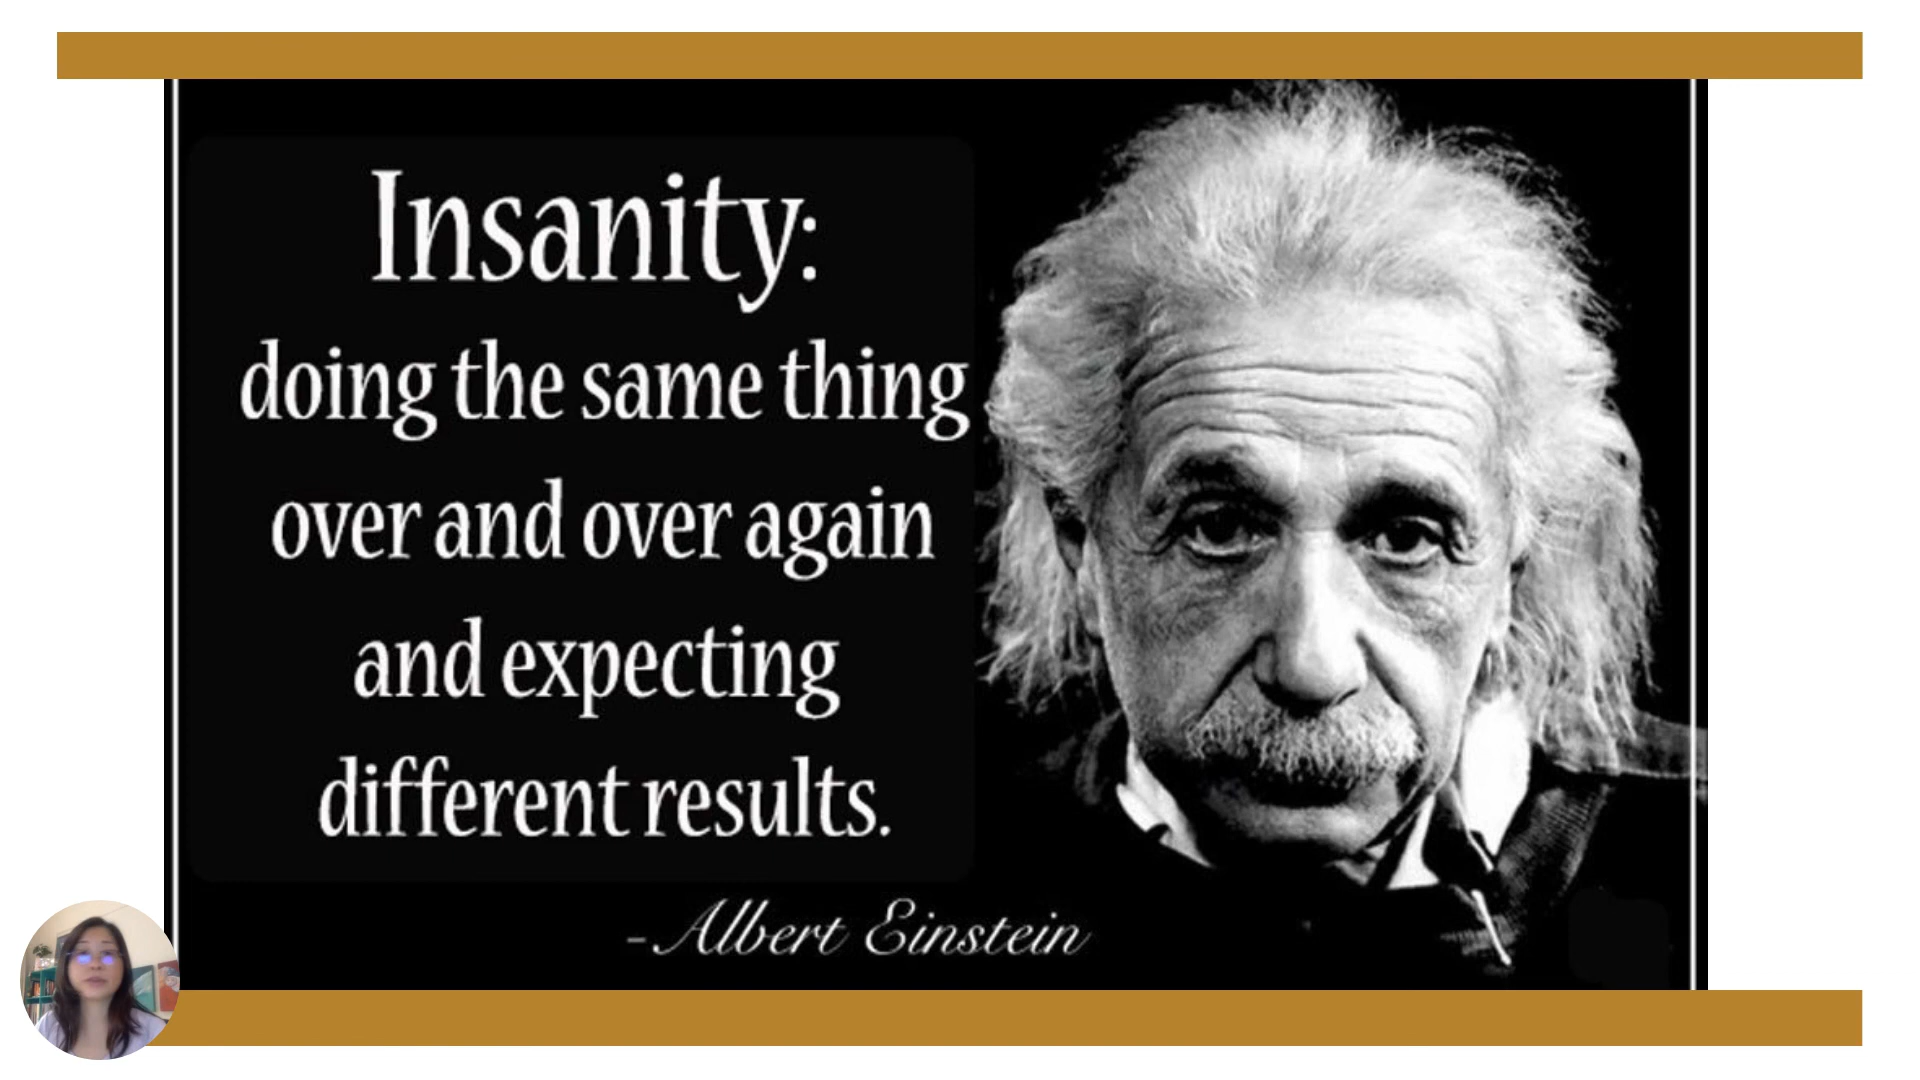 Insanity:
doing the same thing
over and over again
and expecting
different results.
-Albert Einstein